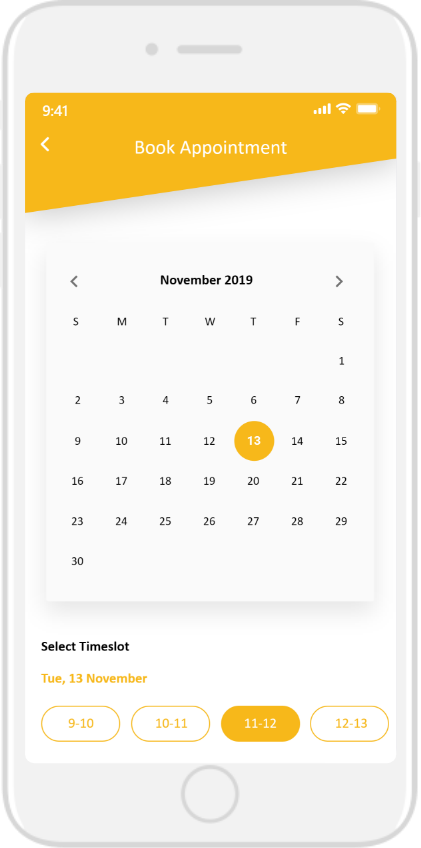 9:41
Book Appointment
November 2019
S M T W T F S
1
2 3 4 5 6 7 8
9 10 11 12 13 14 15
16 17 18 19 20 21 22
23 24 25 26 27 28 29
30
Select Timeslot
Tue, 13 November
9-10 10-11 11-12 12-13